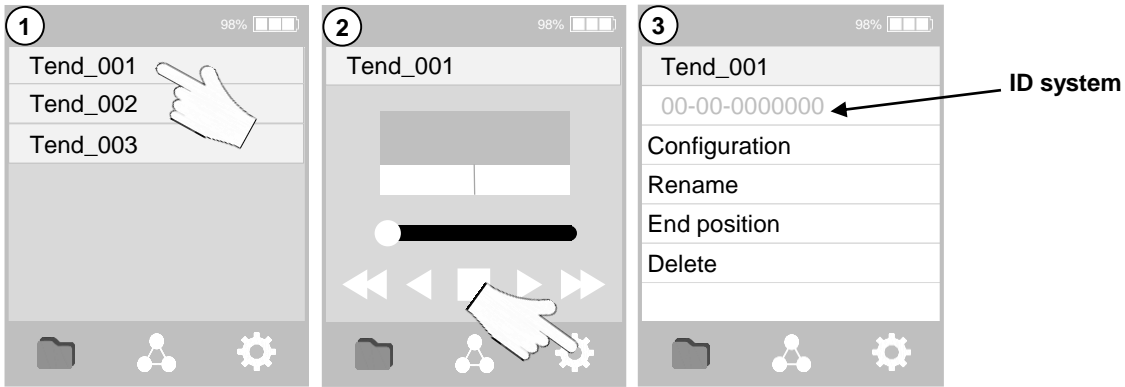 1
98%
Tend_001
Tend_002
Tend_003
2
98%
Tend_001
3
98%
Tend_001
00-00-0000000
Configuration
Rename
End position
Delete
ID system